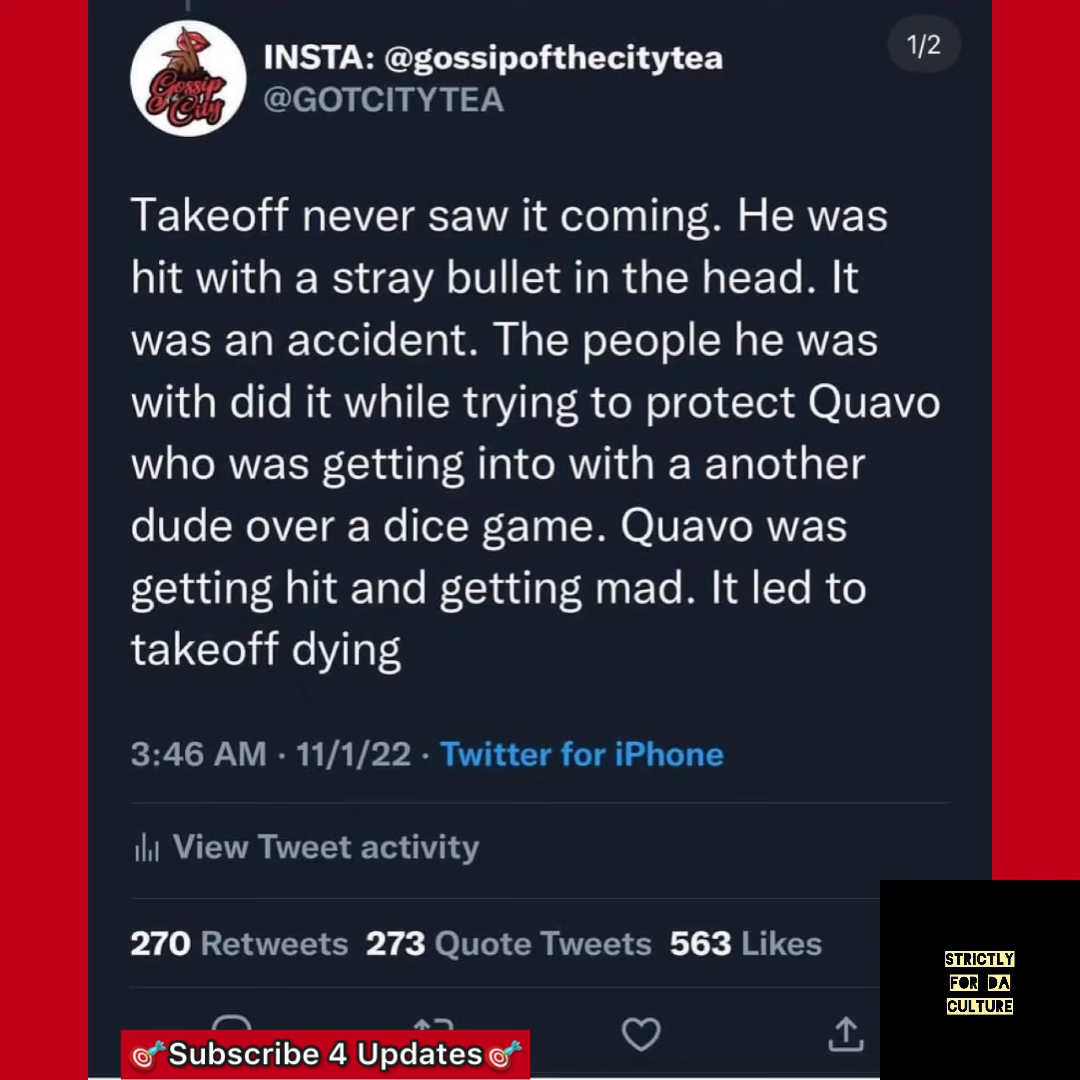 INSTA: @gossipofthecitytea
1/2
@GOTCITYTEA
Gossip
City
Takeoff never saw it coming. He was
hit with a stray bullet in the head. It
was an accident. The people he was
with did it while trying to protect Quavo
who was getting into with a another
dude over a dice game. Quavo was
getting hit and getting mad. It led to
takeoff dying
3:46 AM · 11/1/22 · Twitter for iPhone
View Tweet activity
270 Retweets 273 Quote Tweets 563 Likes
STRICTLY
FOR DA
CULTURE
🎯Subscribe 4 Updates🎯